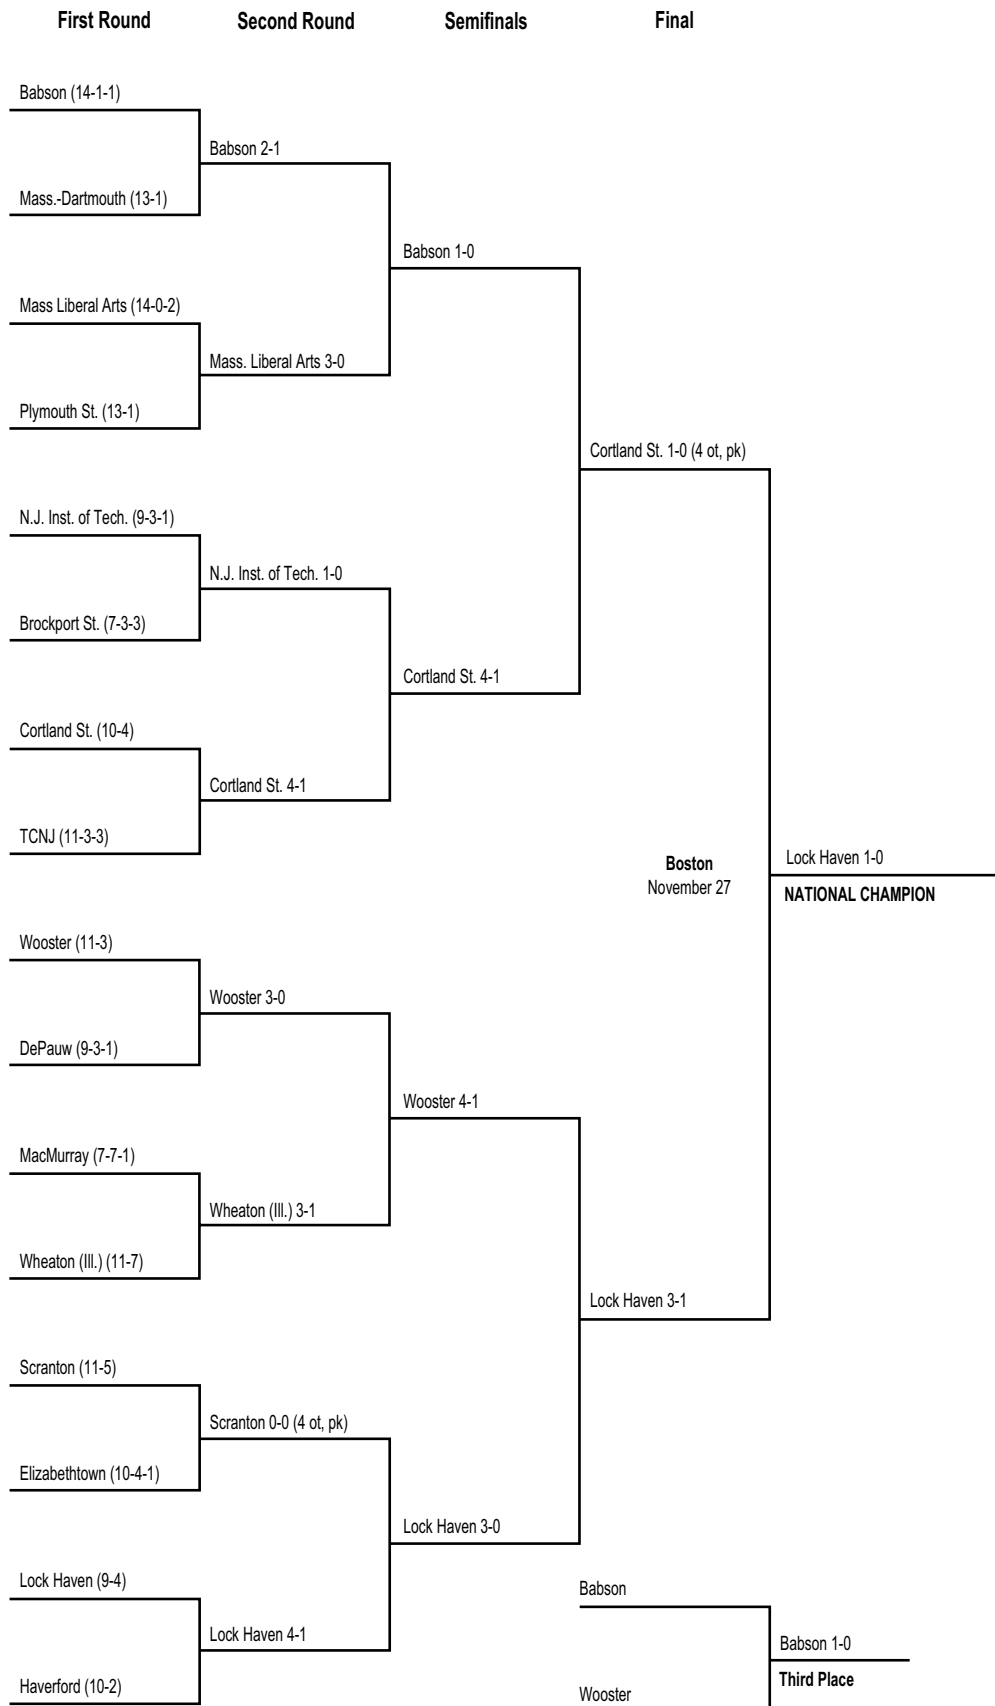 First Round
Second Round
Semifinals
Final
Babson (14-1-1)
Babson 2-1
Mass.-Dartmouth (13-1)
Babson 1-0
Mass Liberal Arts (14-0-2)
Mass. Liberal Arts 3-0
Plymouth St. (13-1)
Cortland St. 1-0 (4 ot, pk)
N.J. Inst. of Tech. (9-3-1)
N.J. Inst. of Tech. 1-0
Brockport St. (7-3-3)
Cortland St. 4-1
Cortland St. (10-4)
Cortland St. 4-1
TCNJ (11-3-3)
Boston
November 27
Lock Haven 1-0
NATIONAL CHAMPION
Wooster (11-3)
Wooster 3-0
DePauw (9-3-1)
Wooster 4-1
MacMurray (7-7-1)
Wheaton (Ill.) 3-1
Wheaton (Ill.) (11-7)
Lock Haven 3-1
Scranton (11-5)
Scranton 0-0 (4 ot, pk)
Elizabethtown (10-4-1)
Lock Haven 3-0
Lock Haven (9-4)
Babson
Lock Haven 4-1
Babson 1-0
Third Place
Haverford (10-2)
Wooster